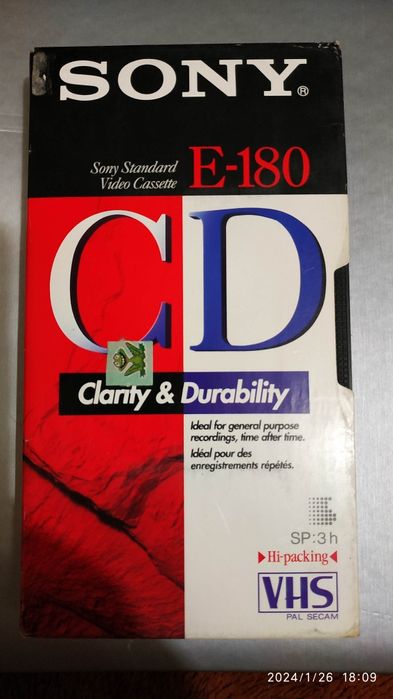 SONY®
Sony Standard
Video Cassette
E-180
CD
Clarity & Durability
Ideal for general purpose
recordings, time after time.
Idéal pour des
enregistrements répétés.
SP:3h
▶Hi-packing◀
VHS
PAL SECAM
2024/1/26 18:09